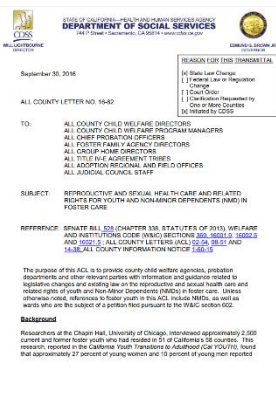 STATE OF CALIFORNIA—HEALTH AND HUMAN SERVICES AGENCY
DEPARTMENT OF SOCIAL SERVICES
744 P Street • Sacramento, CA 95814 • www.cdss.ca.gov
CDSS
WILL LIGHTBOURNE
DIRECTOR
EDMUND G. BROWN JR.
GOVERNOR
REASON FOR THIS TRANSMITTAL
[x] State Law Change
[ ] Federal Law or Regulation
Change
[ ] Court Order
[ ] Clarification Requested by
One or More Counties
[x] Initiated by CDSS
September 30, 2016
ALL COUNTY LETTER NO. 16-82
TO: ALL COUNTY CHILD WELFARE DIRECTORS
ALL CHILD WELFARE PROGRAM MANAGERS
ALL CHIEF PROBATION OFFICERS
ALL FOSTER FAMILY AGENCY DIRECTORS
ALL GROUP HOME DIRECTORS
ALL TITLE IV-E AGREEMENT TRIBES
ALL ADOPTION REGIONAL AND FIELD OFFICES
ALL JUDICIAL COUNCIL STAFF
SUBJECT: REPRODUCTIVE AND SEXUAL HEALTH CARE AND RELATED
RIGHTS FOR YOUTH AND NON-MINOR DEPENDENTS (NMD) IN
FOSTER CARE
REFERENCE: SENATE BILL 528 (CHAPTER 338, STATUTES OF 2013), WELFARE
AND INSTITUTIONS CODE (W&IC) SECTIONS 369; 16001.9, 16002.5
AND 16521.5; ALL COUNTY LETTERS (ACL) 02-54, 08-51 AND
14-38; ALL COUNTY INFORMATION NOTICE 1-60-15
The purpose of this ACL is to provide county child welfare agencies, probation
departments and other relevant parties with information and guidance related to
legislative changes and existing law on the reproductive and sexual health care and
related rights of youth and Non-Minor Dependents (NMDs) in foster care. Unless
otherwise noted, references to foster youth in this ACL include NMDs, as well as
wards who are the subject of a petition filed pursuant to the W&IC section 602.
Background
Researchers at the Chapin Hall, University of Chicago, interviewed approximately 2,500
current and former foster youth who had resided in 51 of California's 58 counties. This
research, reported in the California Youth Transitions to Adulthood (Cal YOUTH), found
that approximately 27 percent of young women and 10 percent of young men reported